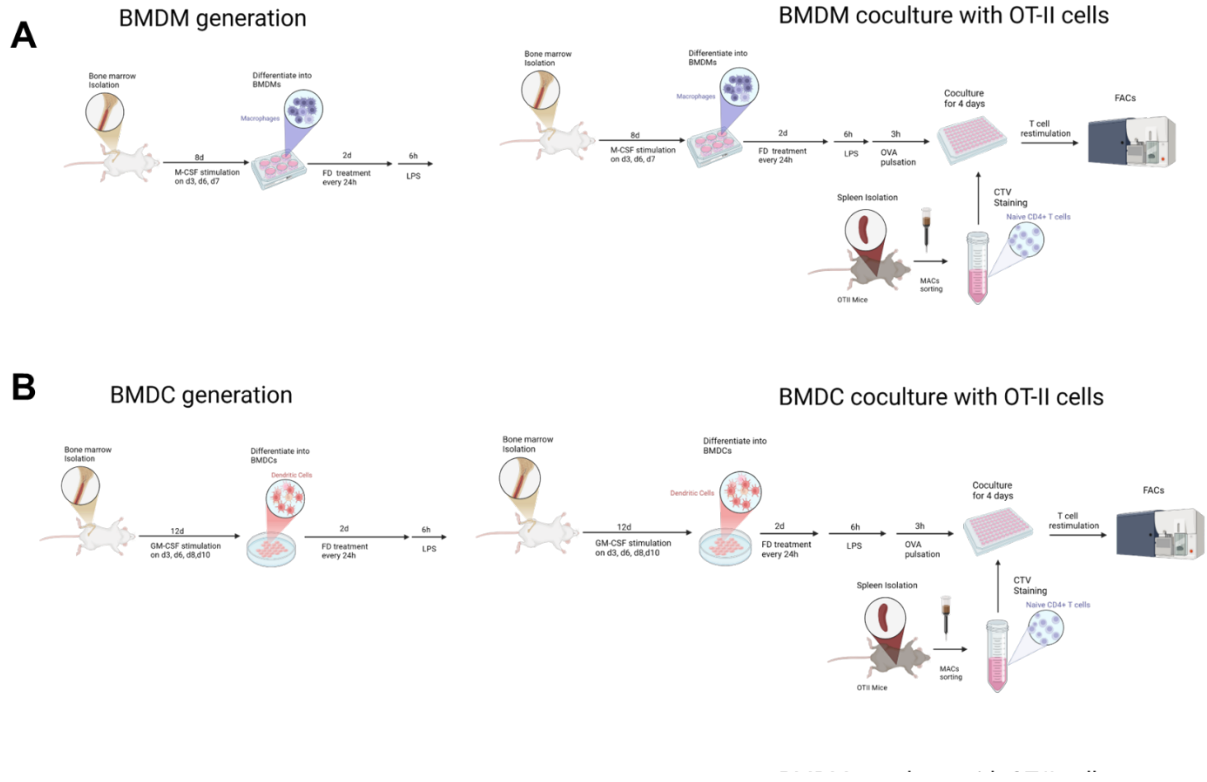 A
BMDM generation
Bone marrow
Isolation
8d
M-CSF stimulation
on d3, d6, d7
Differentiate into
BMDMs
Macrophages
2d
FD treatment
every 24h
6h
LPS
BMDM coculture with OT-II cells
Bone marrow
Isolation
8d
M-CSF stimulation
on d3, d6, d7
Differentiate into
BMDMs
Macrophages
2d
FD treatment
every 24h
6h
LPS
3h
OVA
pulsation
Coculture
for 4 days
T cell
restimulation
FACs
Spleen Isolation
OTII Mice
MACs
sorting
CTV
Staining
Naive CD4+ T cells
B
BMDC generation
Bone marrow
Isolation
12d
GM-CSF stimulation
on d3, d6, d8,d10
Differentiate into
BMDCs
Dendritic Cells
2d
FD treatment
every 24h
6h
LPS
BMDC coculture with OT-II cells
Bone marrow
Isolation
12d
GM-CSF stimulation
on d3, d6, d8,d10
Differentiate into
BMDCs
Dendritic Cells
2d
FD treatment
every 24h
6h
LPS
3h
OVA
pulsation
Coculture
for 4 days
T cell
restimulation
FACs
Spleen Isolation
OTII Mice
MACs
sorting
CTV
Staining
Naive CD4+ T cells